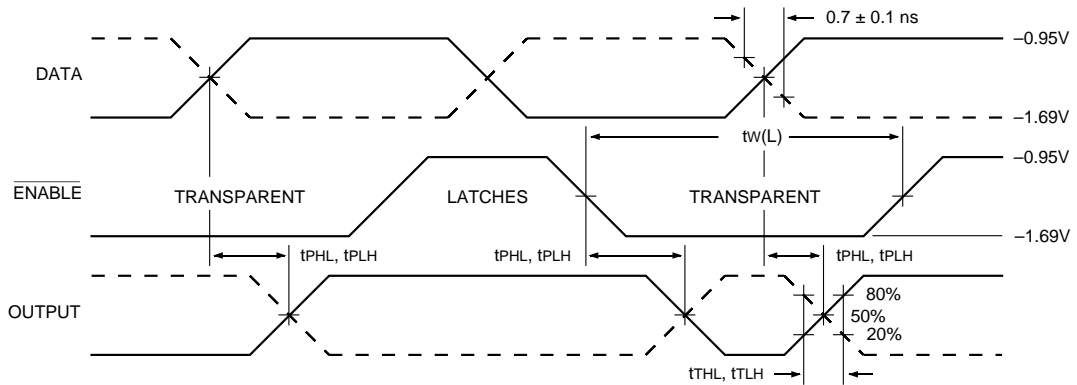 0.7 ± 0.1 ns
–0.95V
DATA
–1.69V
tW(L)
–0.95V
ENABLE
TRANSPARENT
LATCHES
TRANSPARENT
–1.69V
tPHL, tPLH
tPHL, tPLH
tPHL, tPLH
80%
OUTPUT
50%
20%
tTHL, tTLH